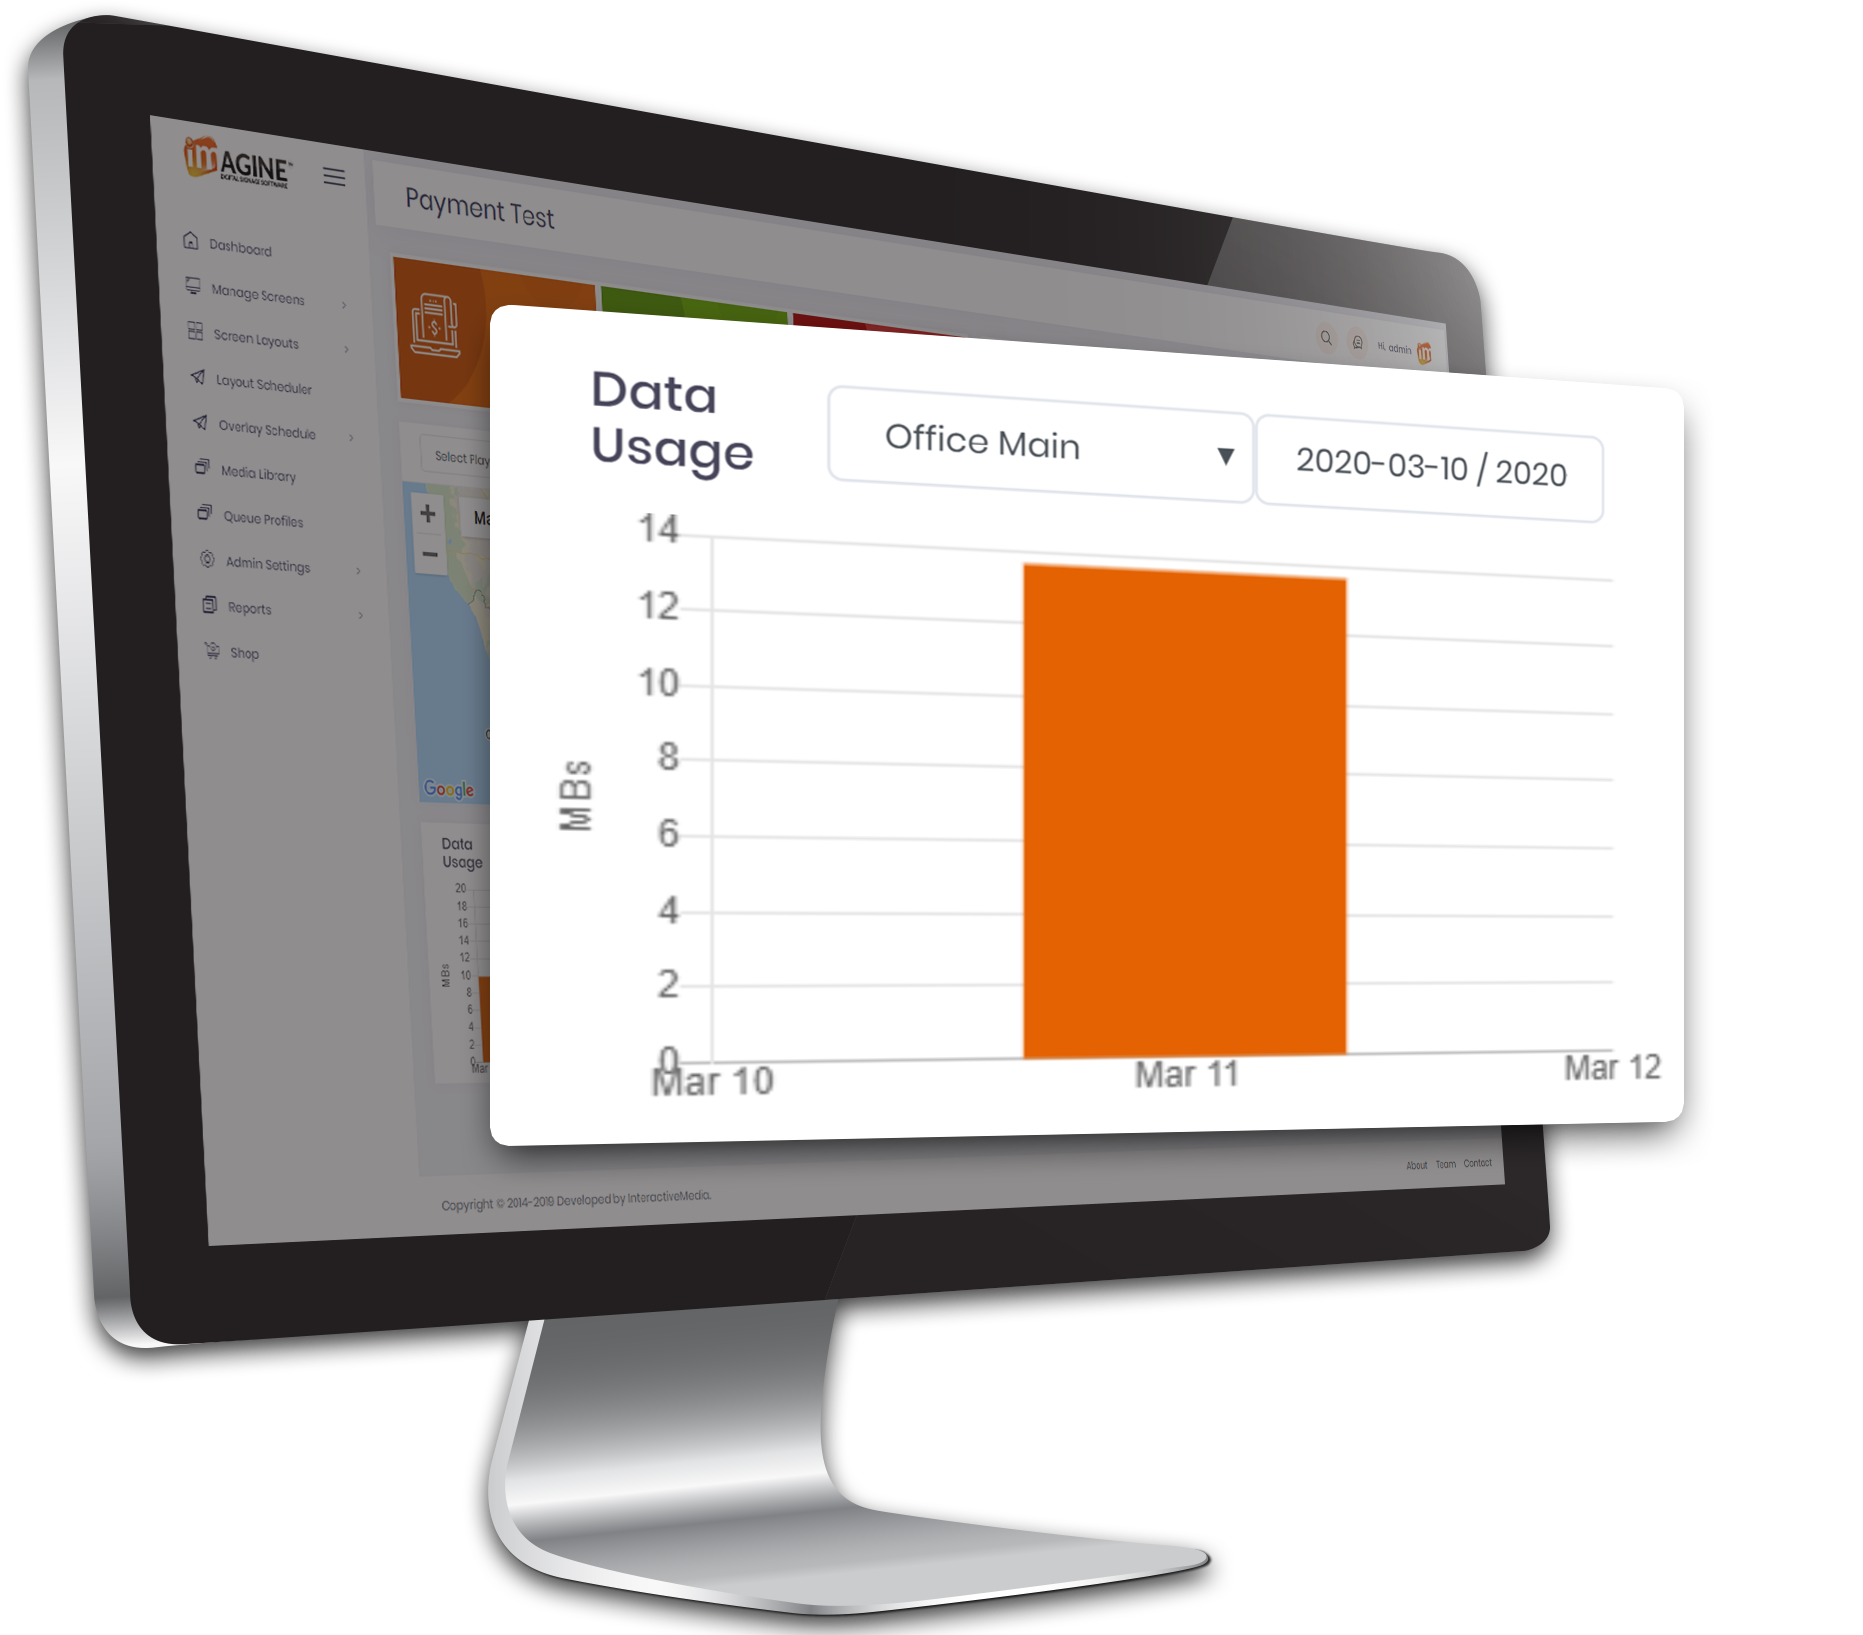 imAGINE™
DIGITAL SIGNAGE SOFTWARE
Payment Test
Hi, admin
im
Dashboard
Manage Screens
Screen Layouts
Layout Scheduler
Overlay Schedule
Media Library
Queue Profiles
Admin Settings
Reports
Shop
Select Play
+
Ma
−
Google
Data
Usage
20
18
16
14
12
10
8
6
4
2
0
MBs
Mar
Data
Usage
Office Main
2020-03-10 / 2020
14
12
10
8
6
4
2
0
MBs
Mar 10
Mar 11
Mar 12
About Team Contact
Copyright © 2014-2019 Developed by InteractiveMedia.